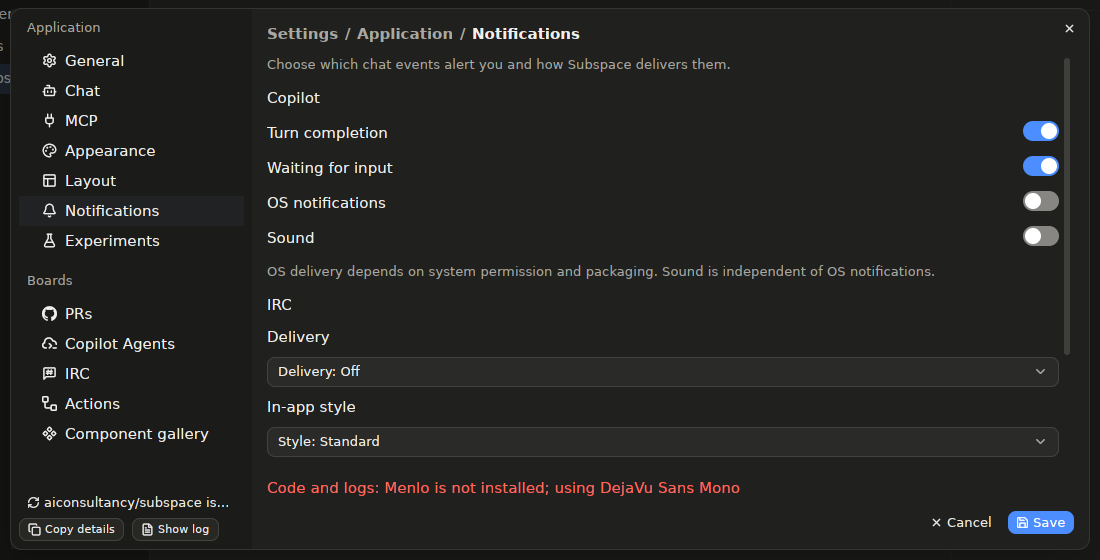 Application
General
Chat
MCP
Appearance
Layout
Notifications
Experiments
Boards
PRs
Copilot Agents
IRC
Actions
Component gallery
aiconsultancy/subspace is...
Copy details
Show log
Settings / Application / Notifications
Choose which chat events alert you and how Subspace delivers them.
Copilot
Turn completion
Waiting for input
OS notifications
Sound
OS delivery depends on system permission and packaging. Sound is independent of OS notifications.
IRC
Delivery
Delivery: Off
In-app style
Style: Standard
Code and logs: Menlo is not installed; using DejaVu Sans Mono
Cancel
Save